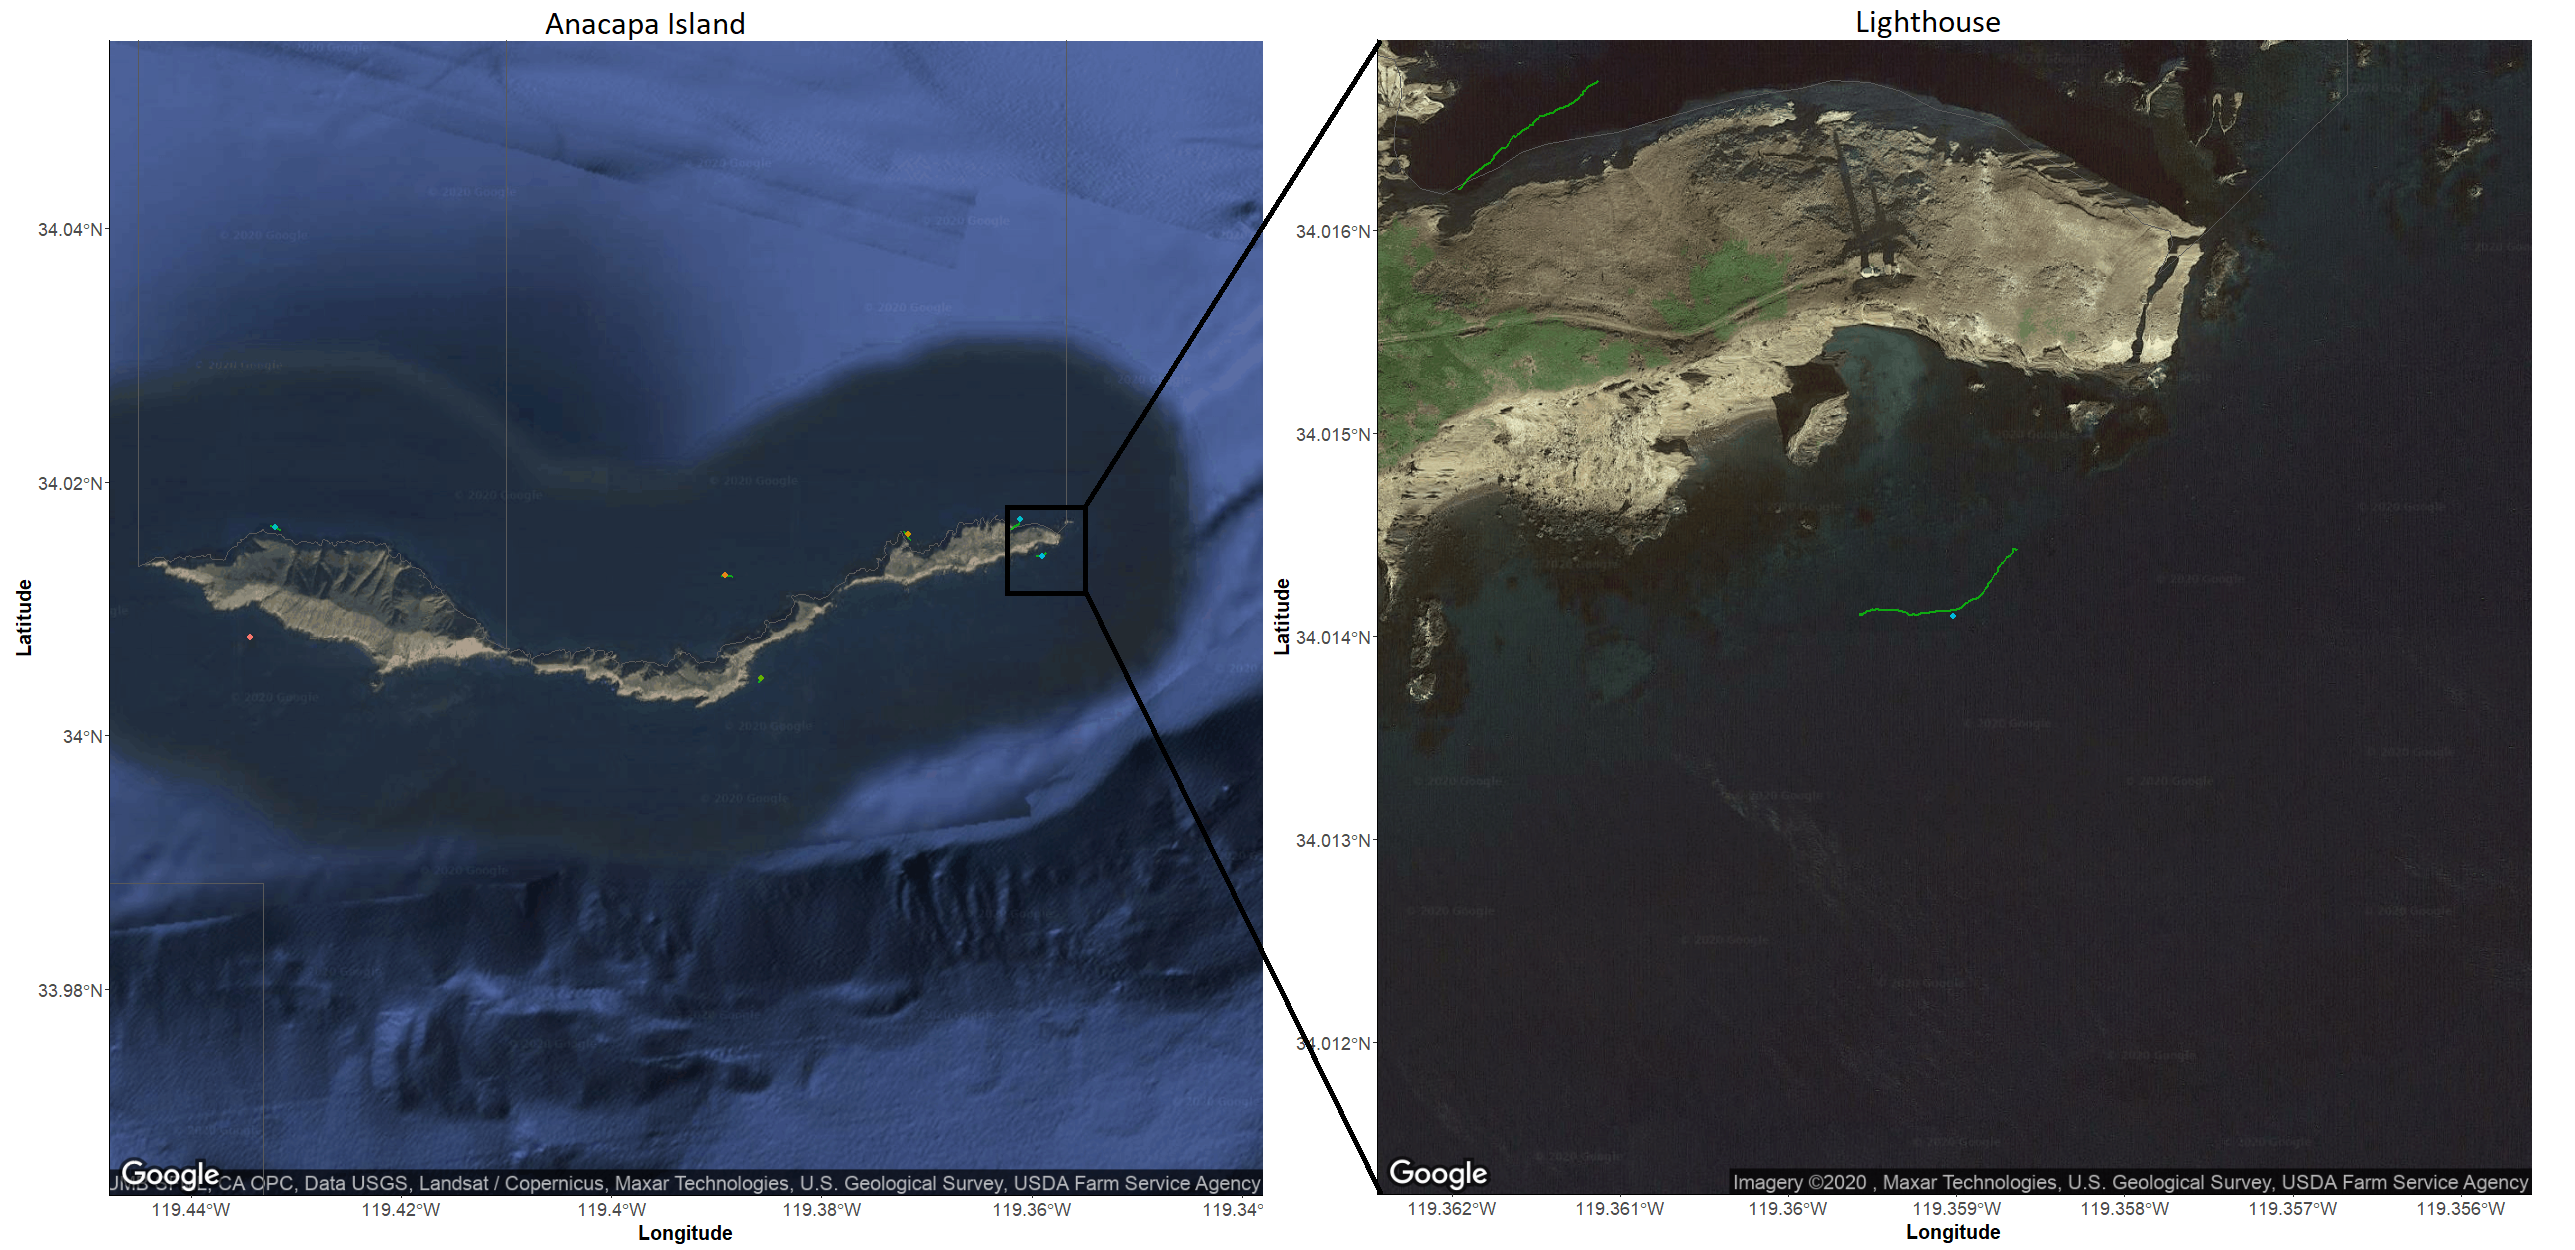 Anacapa Island
Lighthouse
34.04°N
34.02°N
34°N
33.98°N
Latitude
119.44°W
119.42°W
119.4°W
119.38°W
119.36°W
119.34°
Longitude
Google
CA OPC, Data USGS, Landsat / Copernicus, Maxar Technologies, U.S. Geological Survey, USDA Farm Service Agency
© 2020 Google
34.016°N
34.015°N
34.014°N
34.013°N
34.012°N
Latitude
119.362°W
119.361°W
119.36°W
119.359°W
119.358°W
119.357°W
119.356°W
Longitude
Google
Imagery ©2020 , Maxar Technologies, U.S. Geological Survey, USDA Farm Service Agency
© 2020 Google